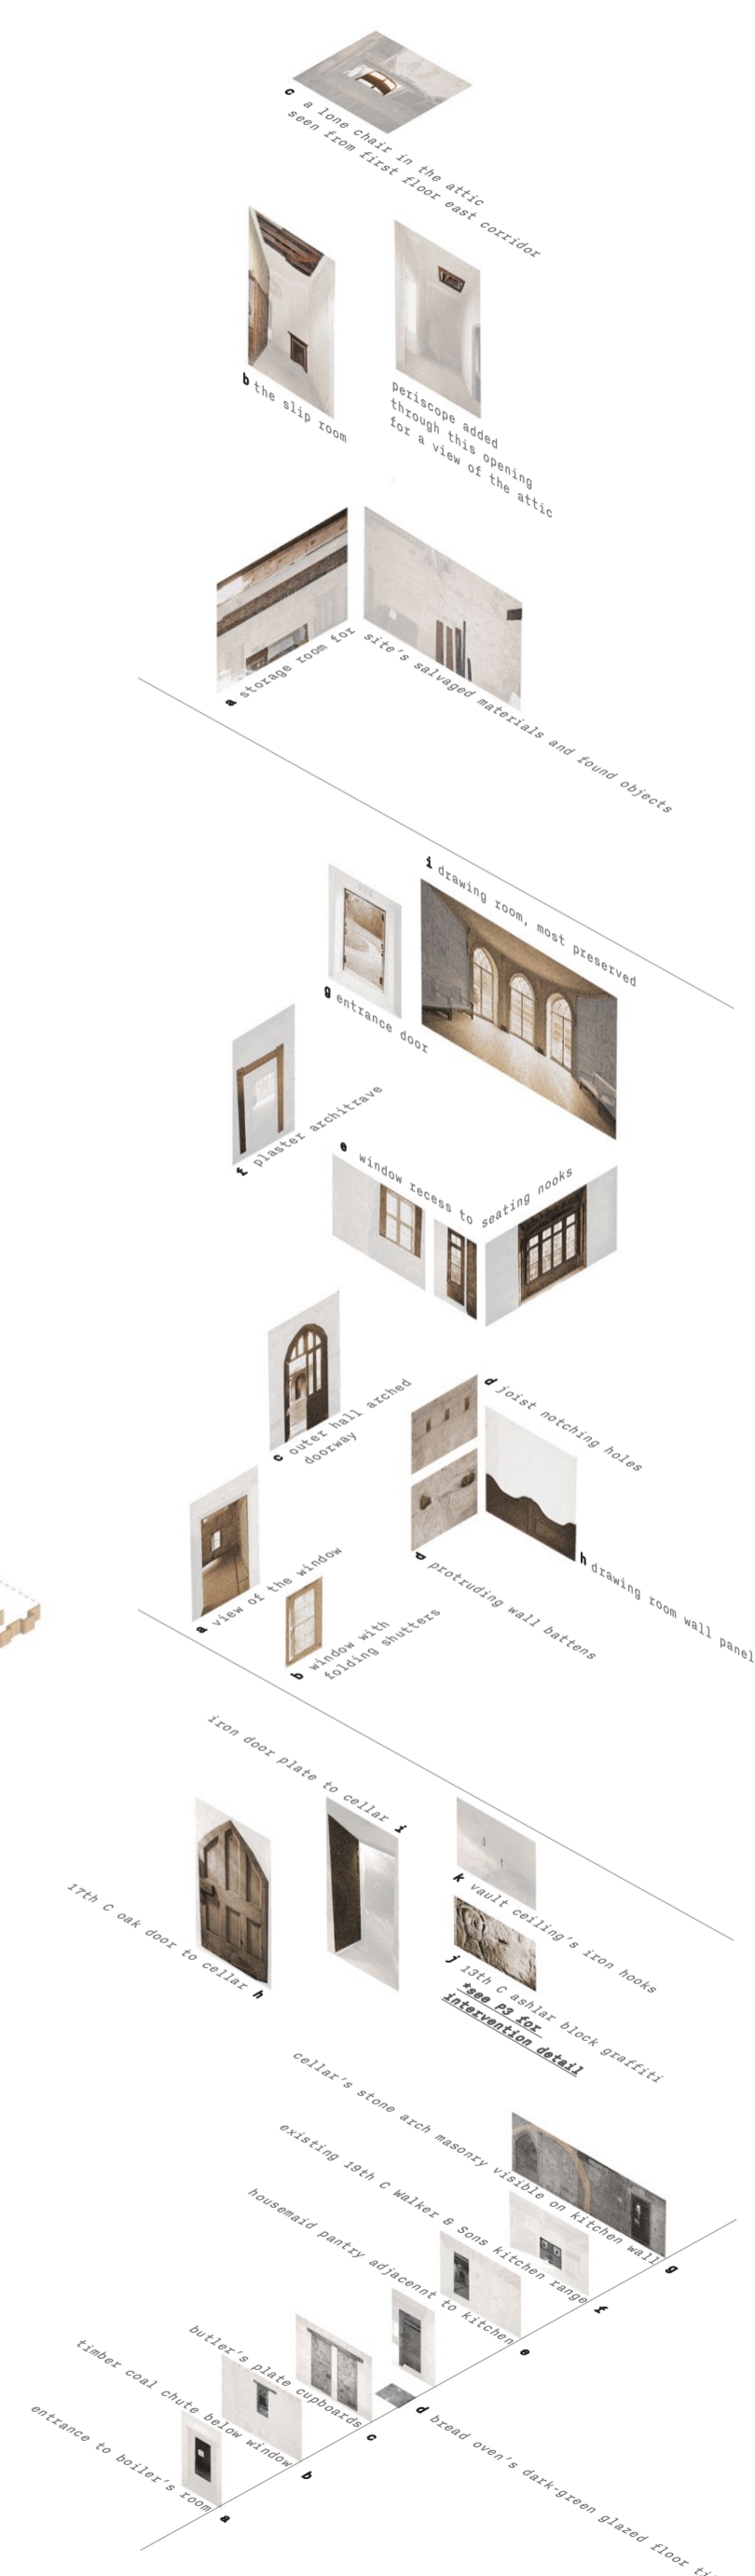 c a lone chair in the attic
seen from first floor east corridor
b the slip room
periscope added
through this opening
for a view of the attic
a storage room for site's salvaged materials and found objects
i drawing room, most preserved
g entrance door
f plaster architrave
e window recess to seating nooks
c outer hall arched
doorway
d joist notching holes
a view of the window
b window with
folding shutters
protruding wall battens
h drawing room wall panel
iron door plate to cellar i
17th C oak door to cellar h
k vault ceiling's iron hooks
j 13th C ashlar block graffiti
*see P3 for
intervention detail
cellar's stone arch masonry visible on kitchen wall g
existing 19th C Walker & Sons kitchen range f
housemaid pantry adjacennt to kitchen e
butler's plate cupboards c
timber coal chute below window b
entrance to boiler's room a
d bread oven's dark-green glazed floor